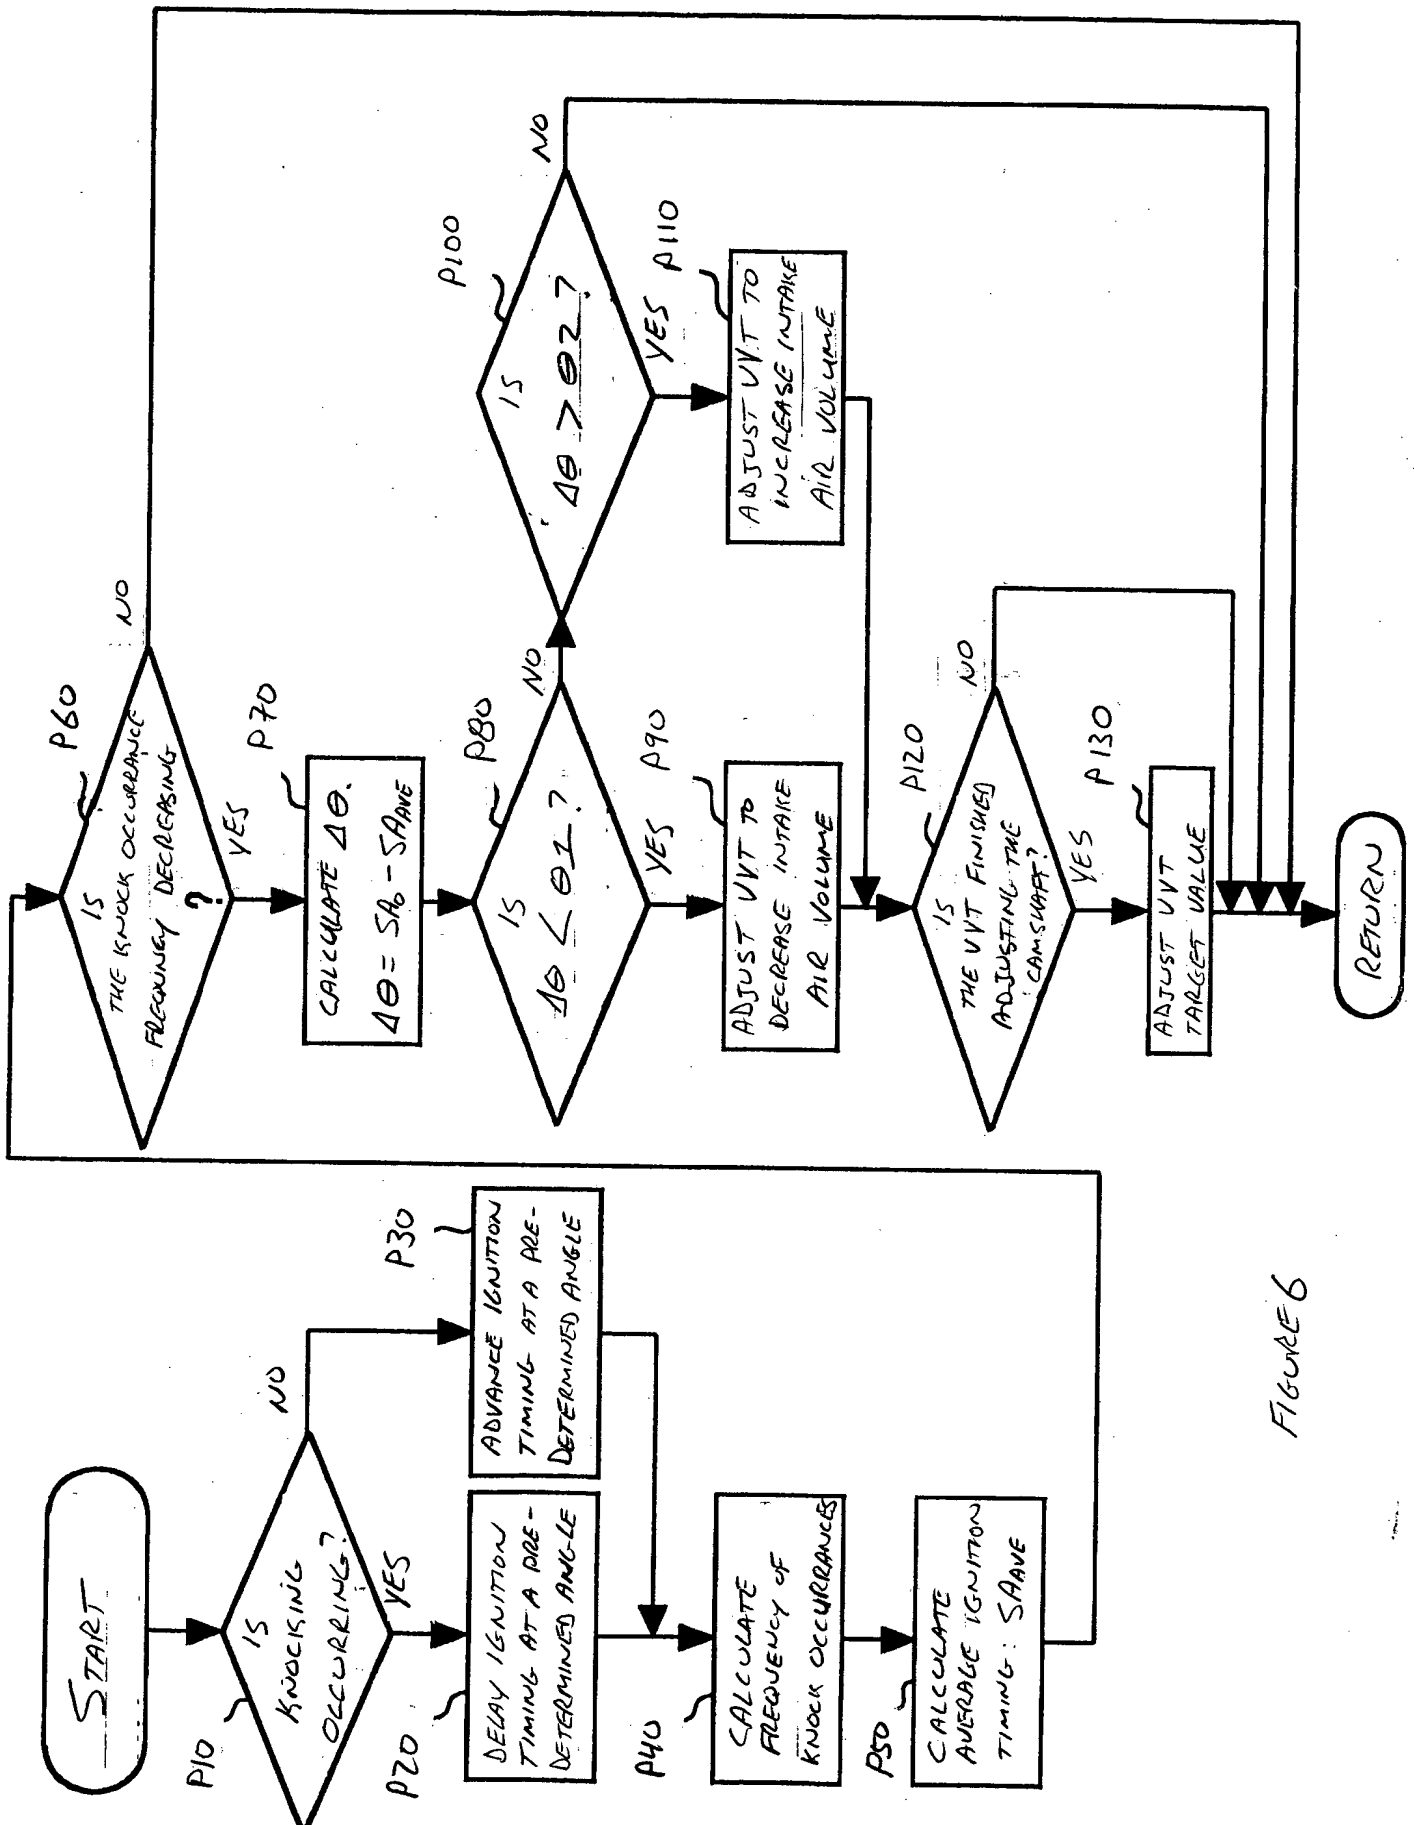 START
P10
IS
KNOCKING
OCCURRING?
NO
YES
P20
DELAY IGNITION
TIMING AT A PRE-
DETERMINED ANGLE
P30
ADVANCE IGNITION
TIMING AT A PRE-
DETERMINED ANGLE
P40
CALCULATE
FREQUENCY OF
KNOCK OCCURRANCES
P50
CALCULATE
AVERAGE IGNITION
TIMING: SAAVE
P60
IS
THE KNOCK OCCURRANCE
FREQUNEY DECREASING
?
NO
YES
P70
CALCULATE Δθ.
Δθ = SA0 - SAAVE
P80
IS
Δθ < θ1?
NO
YES
P90
ADJUST VVT TO
DECREASE INTAKE
AIR VOLUME
P100
IS
Δθ > θ2?
NO
YES
P110
ADJUST VVT TO
INCREASE INTAKE
AIR VOLUME
P120
IS
THE VVT FINISHED
ADJUSTING THE
CAMSHAFT?
NO
YES
P130
ADJUST VVT
TARGET VALUE
RETURN
FIGURE 6